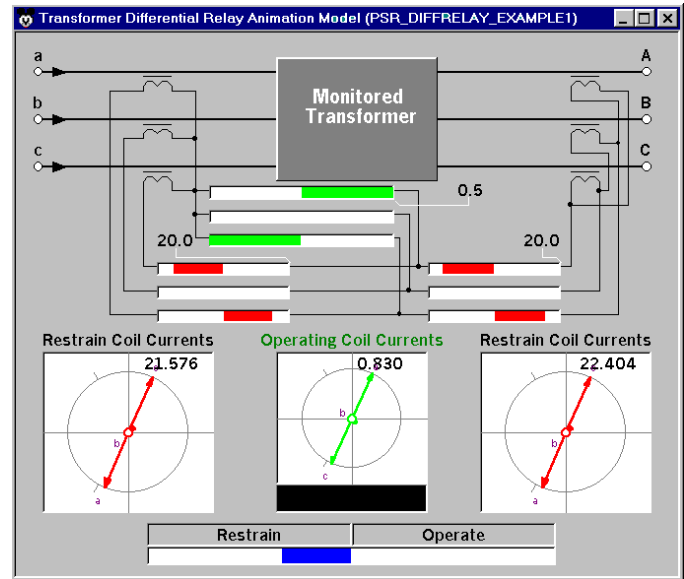 Transformer Differential Relay Animation Model (PSR_DIFFRELAY_EXAMPLE1)
a
A
b
B
c
C
Monitored
Transformer
0.5
20.0
20.0
Restrain Coil Currents
Operating Coil Currents
Restrain Coil Currents
21.576
0.830
22.404
b
a
b
c
b
a
Restrain
Operate